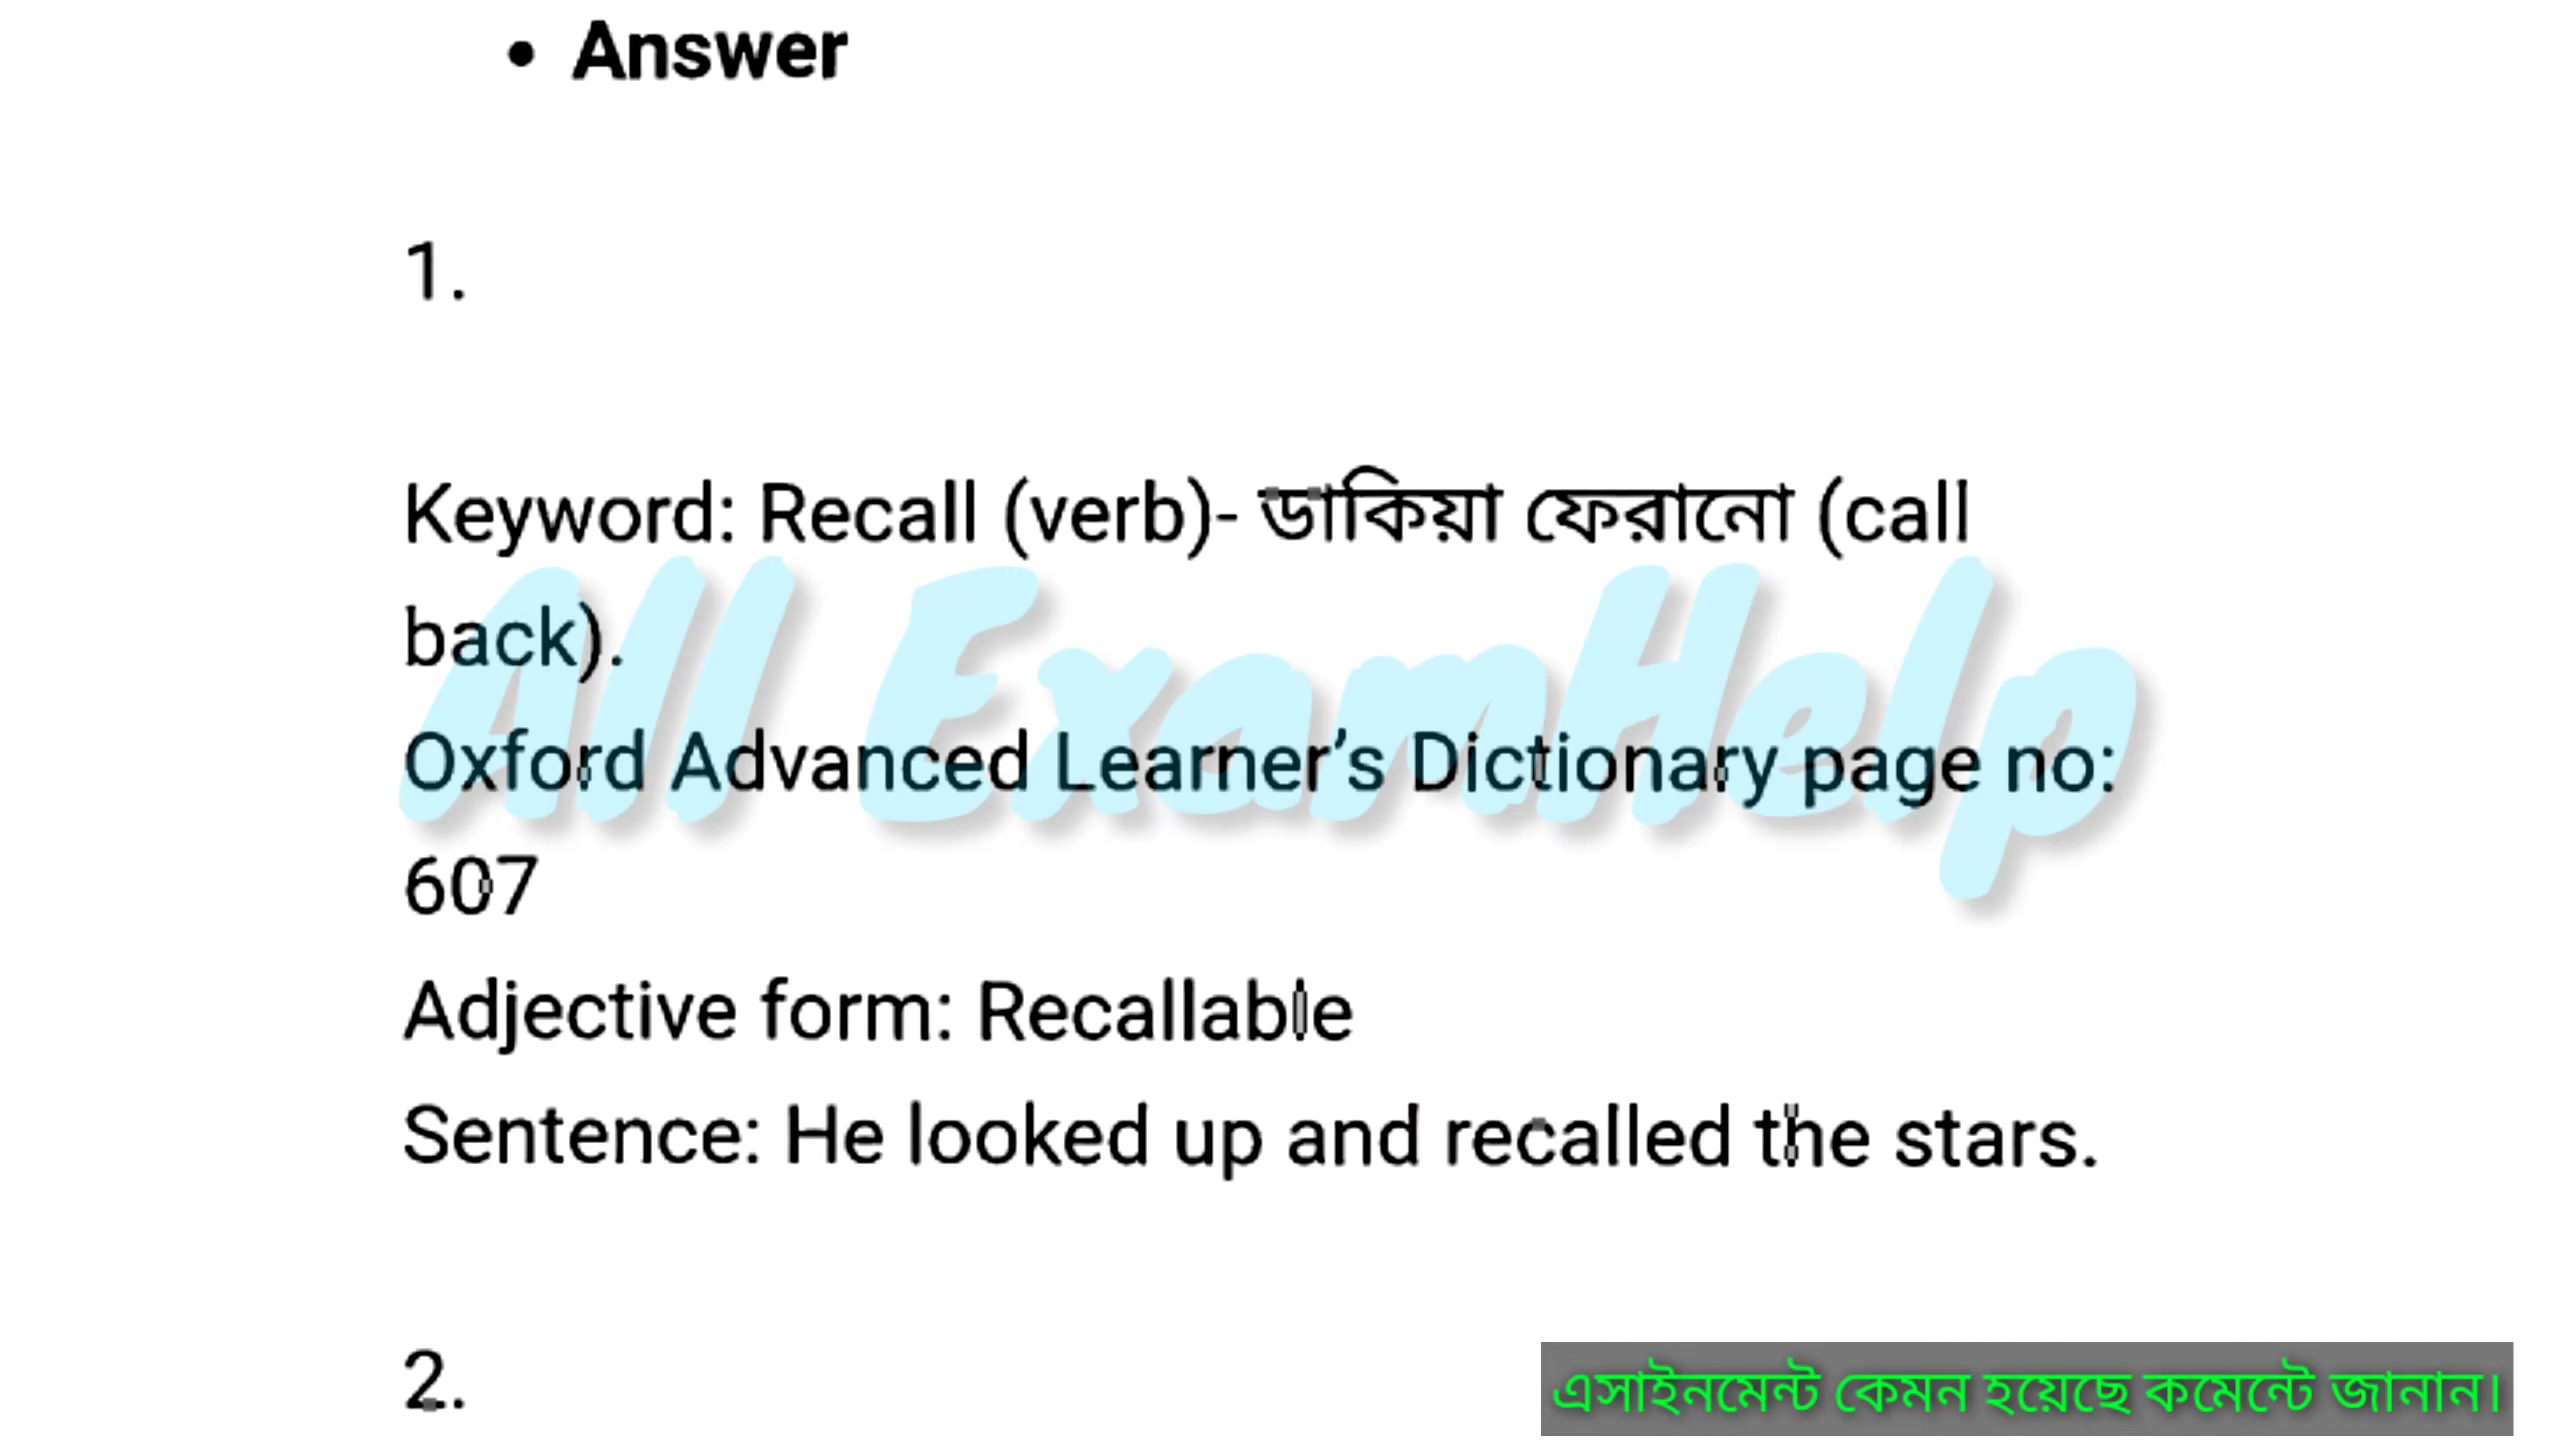 • Answer
1.
Keyword: Recall (verb)- ডাকিয়া ফেরানো (call
back).
All ExamHelp
Oxford Advanced Learner’s Dictionary page no:
607
Adjective form: Recallable
Sentence: He looked up and recalled the stars.
2.
এসাইনমেন্ট কেমন হয়েছে কমেন্টে জানান।